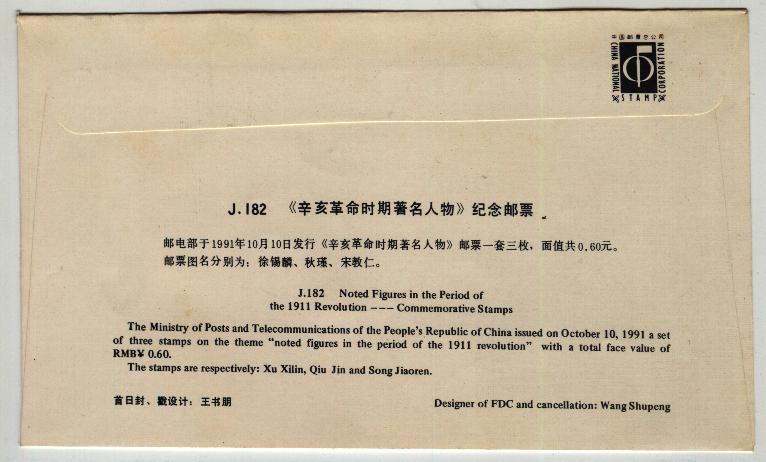 中国邮票总公司
CHINA NATIONAL
STAMP
CORPORATION
J.182 《辛亥革命时期著名人物》纪念邮票
邮电部于1991年10月10日发行《辛亥革命时期著名人物》邮票一套三枚，面值共0.60元。
邮票图名分别为：徐锡麟、秋瑾、宋教仁。
J.182 Noted Figures in the Period of
the 1911 Revolution --- Commemorative Stamps
The Ministry of Posts and Telecommunications of the People's Republic of China issued on October 10, 1991 a set
of three stamps on the theme "noted figures in the period of the 1911 revolution" with a total face value of
RMB¥ 0.60.
The stamps are respectively: Xu Xilin, Qiu Jin and Song Jiaoren.
首日封、戳设计：王书朋 Designer of FDC and cancellation: Wang Shupeng